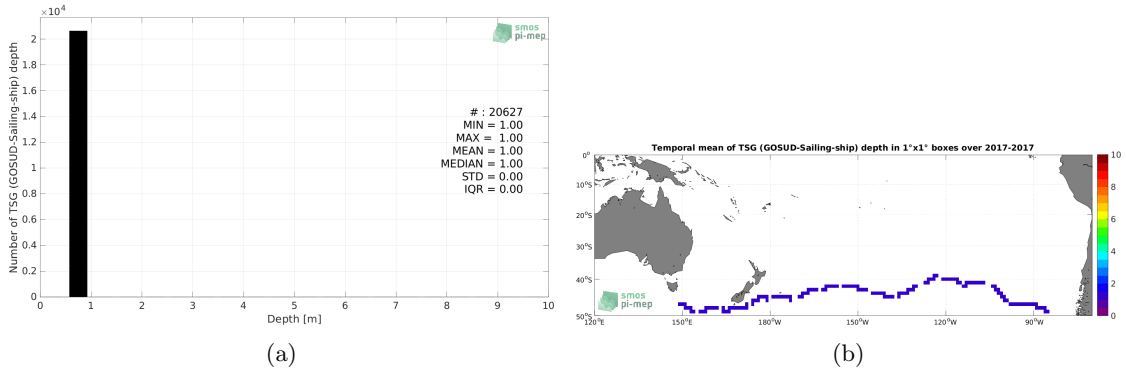 ×10⁴
smos
pi-mep
Number of TSG (GOSUD-Sailing-ship) depth
2
1.8
1.6
1.4
1.2
1
0.8
0.6
0.4
0.2
0
# : 20627
MIN = 1.00
MAX = 1.00
MEAN = 1.00
MEDIAN = 1.00
STD = 0.00
IQR = 0.00
0 1 2 3 4 5 6 7 8 9 10
Depth [m]
(a)
Temporal mean of TSG (GOSUD-Sailing-ship) depth in 1°x1° boxes over 2017-2017
0°
10°S
20°S
30°S
40°S
50°S
smos
pi-mep
120°E 150°E 180°W 150°W 120°W 90°W
10
8
6
4
2
0
(b)